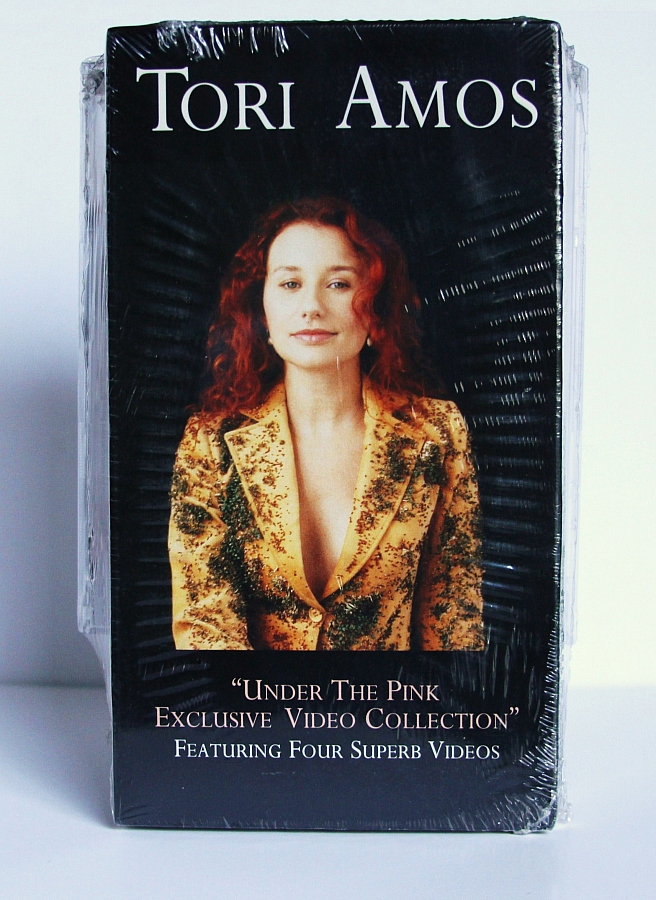 TORI AMOS
“UNDER THE PINK
EXCLUSIVE VIDEO COLLECTION”
FEATURING FOUR SUPERB VIDEOS